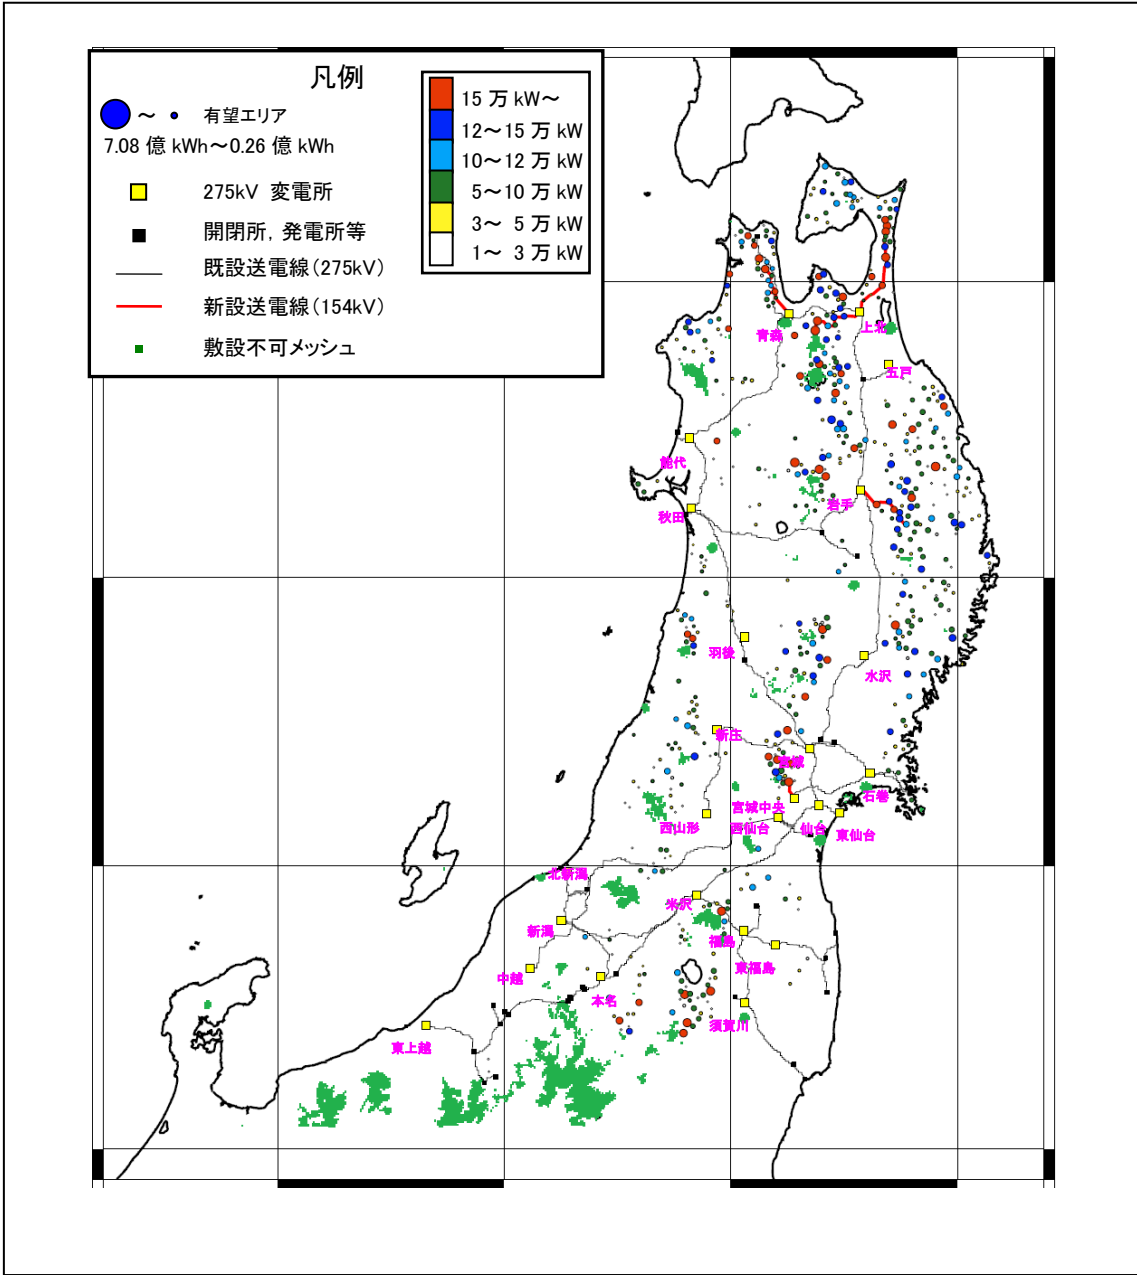 凡例
～ 有望エリア
7.08 億 kWh～0.26 億 kWh
275kV 変電所
開閉所, 発電所等
既設送電線(275kV)
新設送電線(154kV)
敷設不可メッシュ
15 万 kW～
12～15 万 kW
10～12 万 kW
5～10 万 kW
3～ 5 万 kW
1～ 3 万 kW
青森
上北
五戸
能代
秋田
岩手
羽後
水沢
新庄
宮城
石巻
宮城中央
西山形
西仙台
仙台
東仙台
北新潟
米沢
新潟
福島
東福島
中越
本名
須賀川
東上越